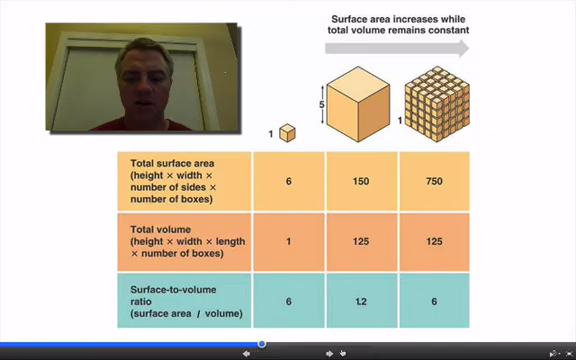 Surface area increases while
total volume remains constant
5
1
1
Total surface area
(height × width ×
number of sides ×
number of boxes)
6
150
750
Total volume
(height × width × length
× number of boxes)
1
125
125
Surface-to-volume
ratio
(surface area / volume)
6
1.2
6